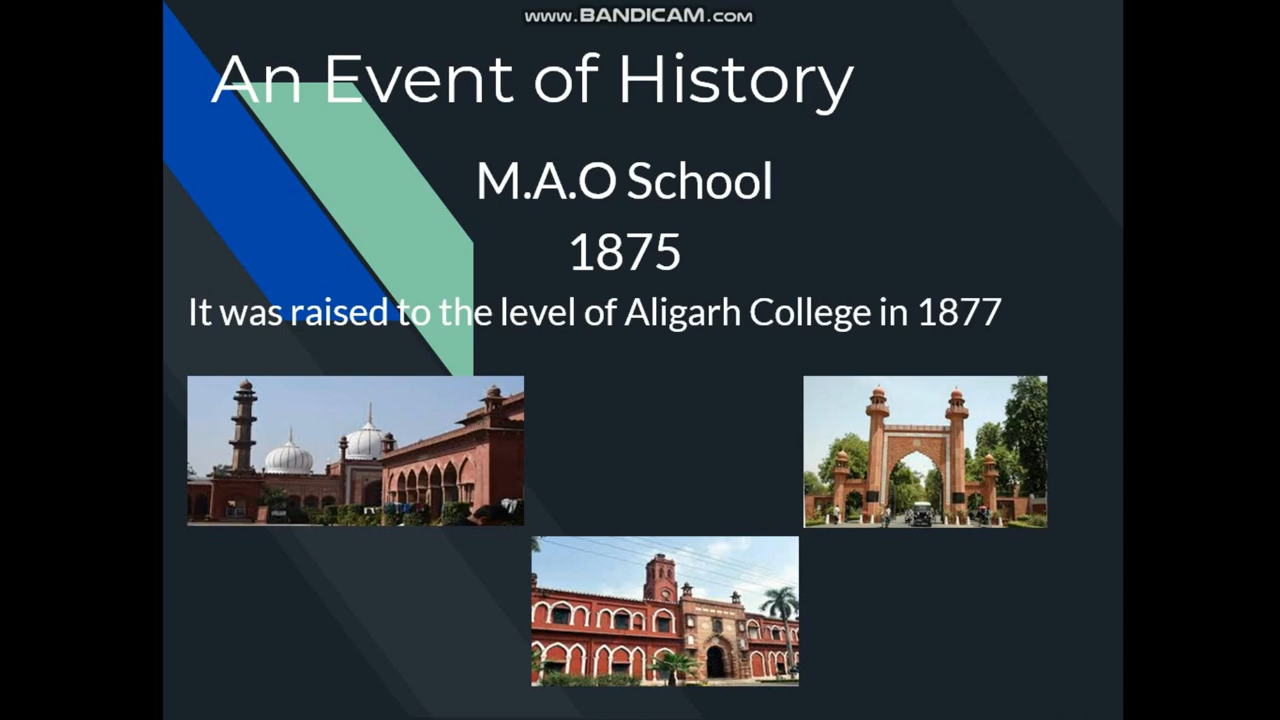 www.BANDICAM.com
An Event of History
M.A.O School
1875
It was raised to the level of Aligarh College in 1877